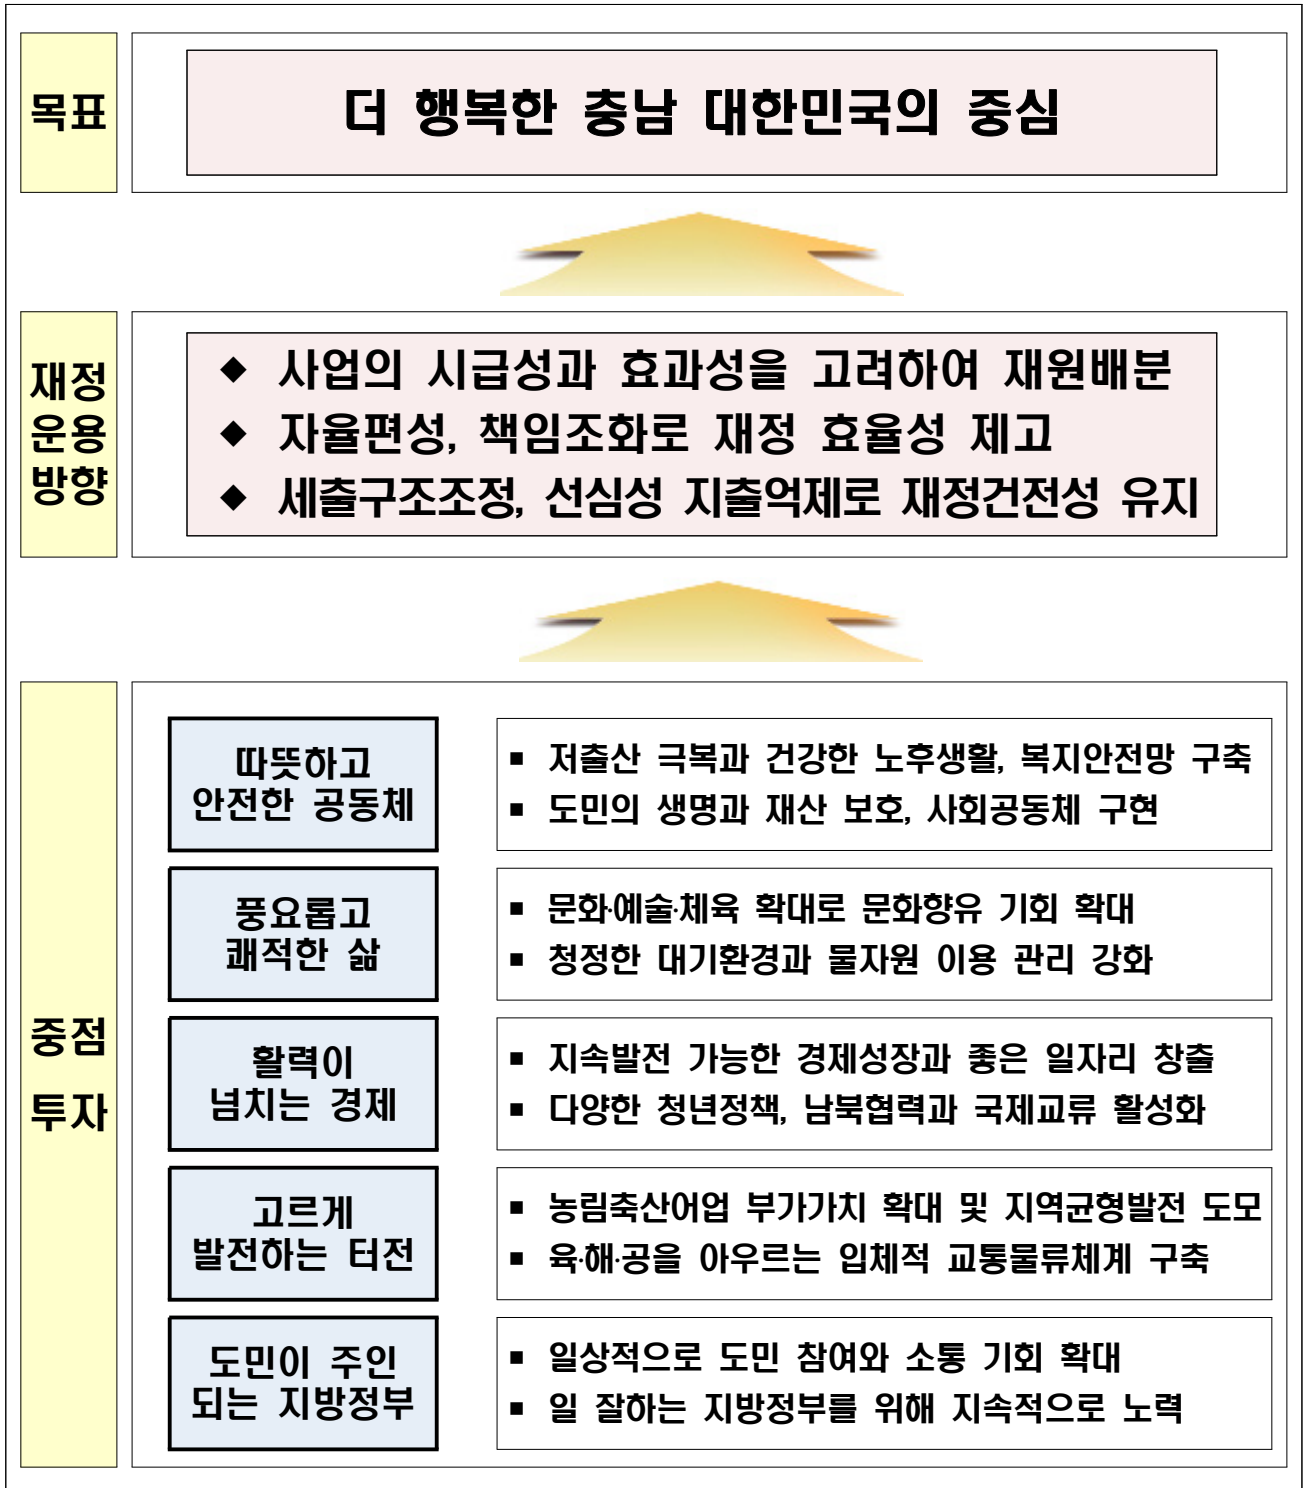 목표
더 행복한 충남 대한민국의 중심
재정
운용
방향
◆ 사업의 시급성과 효과성을 고려하여 재원배분
◆ 자율편성, 책임조화로 재정 효율성 제고
◆ 세출구조조정, 선심성 지출억제로 재정건전성 유지
중점
투자
따뜻하고
안전한 공동체
▪ 저출산 극복과 건강한 노후생활, 복지안전망 구축
▪ 도민의 생명과 재산 보호, 사회공동체 구현
풍요롭고
쾌적한 삶
▪ 문화·예술·체육 확대로 문화향유 기회 확대
▪ 청정한 대기환경과 물자원 이용 관리 강화
활력이
넘치는 경제
▪ 지속발전 가능한 경제성장과 좋은 일자리 창출
▪ 다양한 청년정책, 남북협력과 국제교류 활성화
고르게
발전하는 터전
▪ 농림축산어업 부가가치 확대 및 지역균형발전 도모
▪ 육·해·공을 아우르는 입체적 교통물류체계 구축
도민이 주인
되는 지방정부
▪ 일상적으로 도민 참여와 소통 기회 확대
▪ 일 잘하는 지방정부를 위해 지속적으로 노력